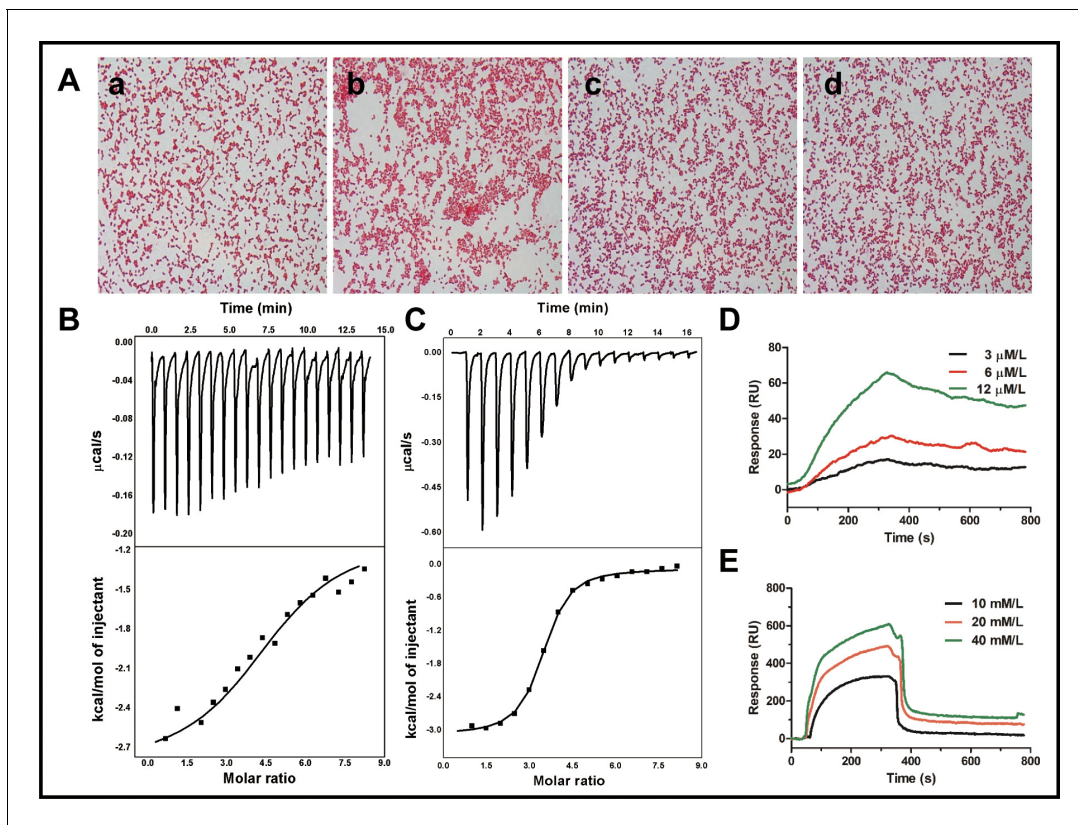 A a b c d
B Time (min)
0.0 2.5 5.0 7.5 10.0 12.5 15.0
0.00
-0.04
-0.08
-0.12
-0.16
-0.20
µcal/s
-1.2
-1.5
-1.8
-2.1
-2.4
-2.7
kcal/mol of injectant
0.0 1.5 3.0 4.5 6.0 7.5 9.0
Molar ratio
C Time (min)
0 2 4 6 8 10 12 14 16
0.00
-0.15
-0.30
-0.45
-0.60
µcal/s
0.0
-0.6
-1.2
-1.8
-2.4
-3.0
kcal/mol of injectant
0.0 1.5 3.0 4.5 6.0 7.5 9.0
Molar ratio
D
80
60
40
20
0
Response (RU)
3 µM/L
6 µM/L
12 µM/L
0 200 400 600 800
Time (s)
E
800
600
400
200
0
Response (RU)
10 mM/L
20 mM/L
40 mM/L
0 200 400 600 800
Time (s)